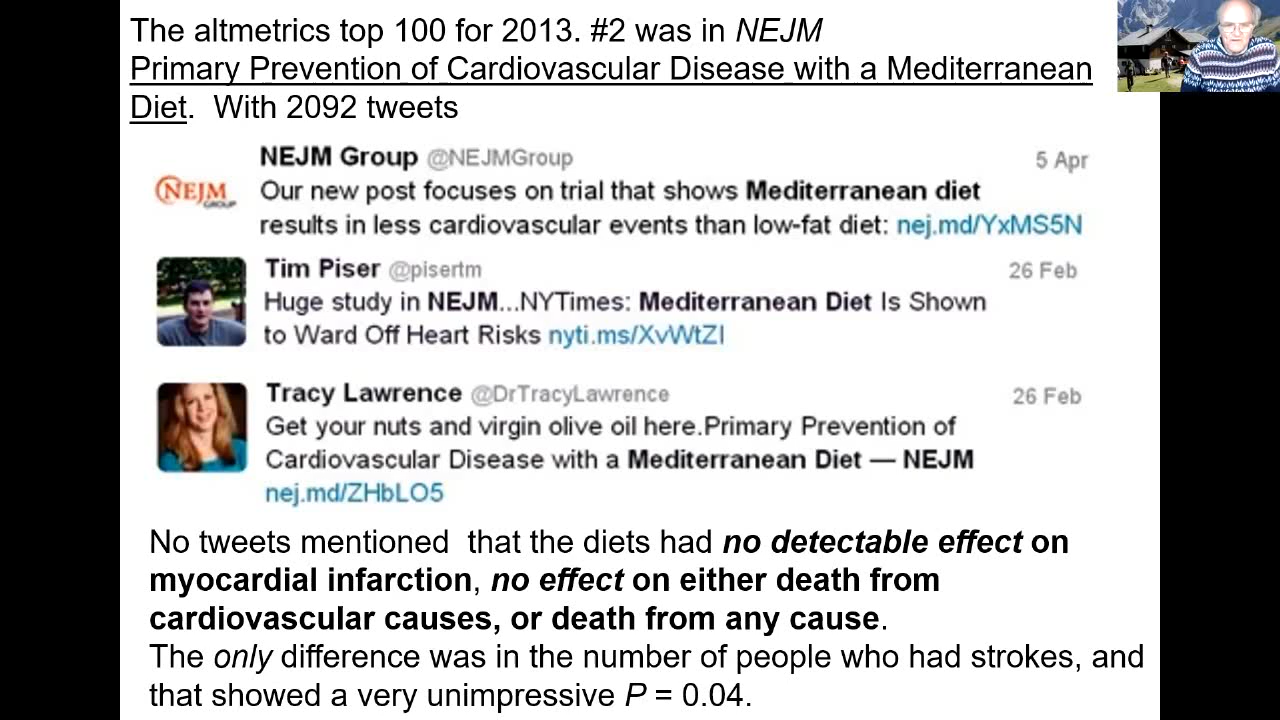 The altmetrics top 100 for 2013. #2 was in NEJM
Primary Prevention of Cardiovascular Disease with a Mediterranean
Diet. With 2092 tweets
NEJM Group @NEJMGroup 5 Apr
NEJM
GROUP
Our new post focuses on trial that shows Mediterranean diet
results in less cardiovascular events than low-fat diet: nej.md/YxMS5N
Tim Piser @pisertm 26 Feb
Huge study in NEJM...NYTimes: Mediterranean Diet Is Shown
to Ward Off Heart Risks nyti.ms/XvWtZI
Tracy Lawrence @DrTracyLawrence 26 Feb
Get your nuts and virgin olive oil here.Primary Prevention of
Cardiovascular Disease with a Mediterranean Diet — NEJM
nej.md/ZHbLO5
No tweets mentioned that the diets had no detectable effect on
myocardial infarction, no effect on either death from
cardiovascular causes, or death from any cause.
The only difference was in the number of people who had strokes, and
that showed a very unimpressive P = 0.04.